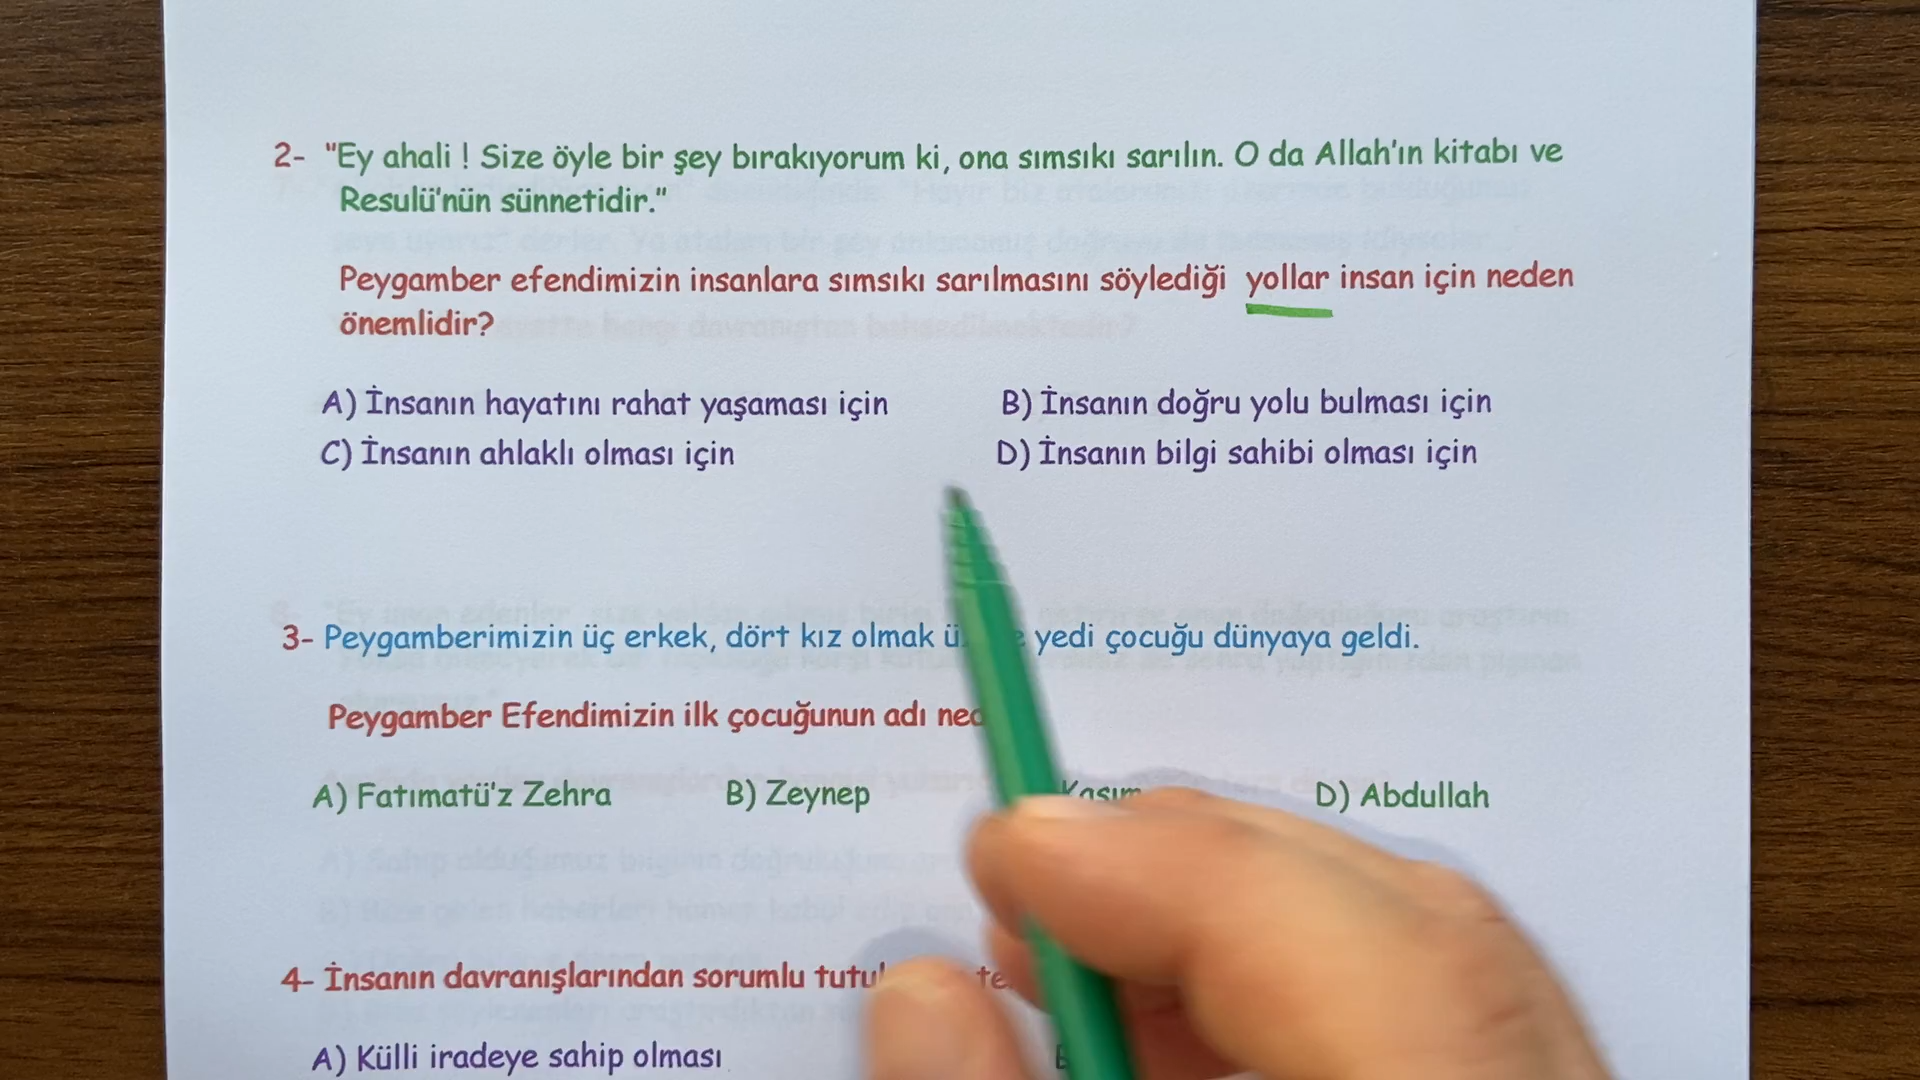 2- "Ey ahali ! Size öyle bir şey bırakıyorum ki, ona sımsıkı sarılın. O da Allah'ın kitabı ve
Resulü'nün sünnetidir."
Peygamber efendimizin insanlara sımsıkı sarılmasını söylediği yollar insan için neden
önemlidir?
A) İnsanın hayatını rahat yaşaması için B) İnsanın doğru yolu bulması için
C) İnsanın ahlaklı olması için D) İnsanın bilgi sahibi olması için
3- Peygamberimizin üç erkek, dört kız olmak yedi çocuğu dünyaya geldi.
Peygamber Efendimizin ilk çocuğunun adı
A) Fatımatü'z Zehra B) Zeynep Kasım D) Abdullah
4- İnsanın davranışlarından sorumlu
A) Külli iradeye sahip olması